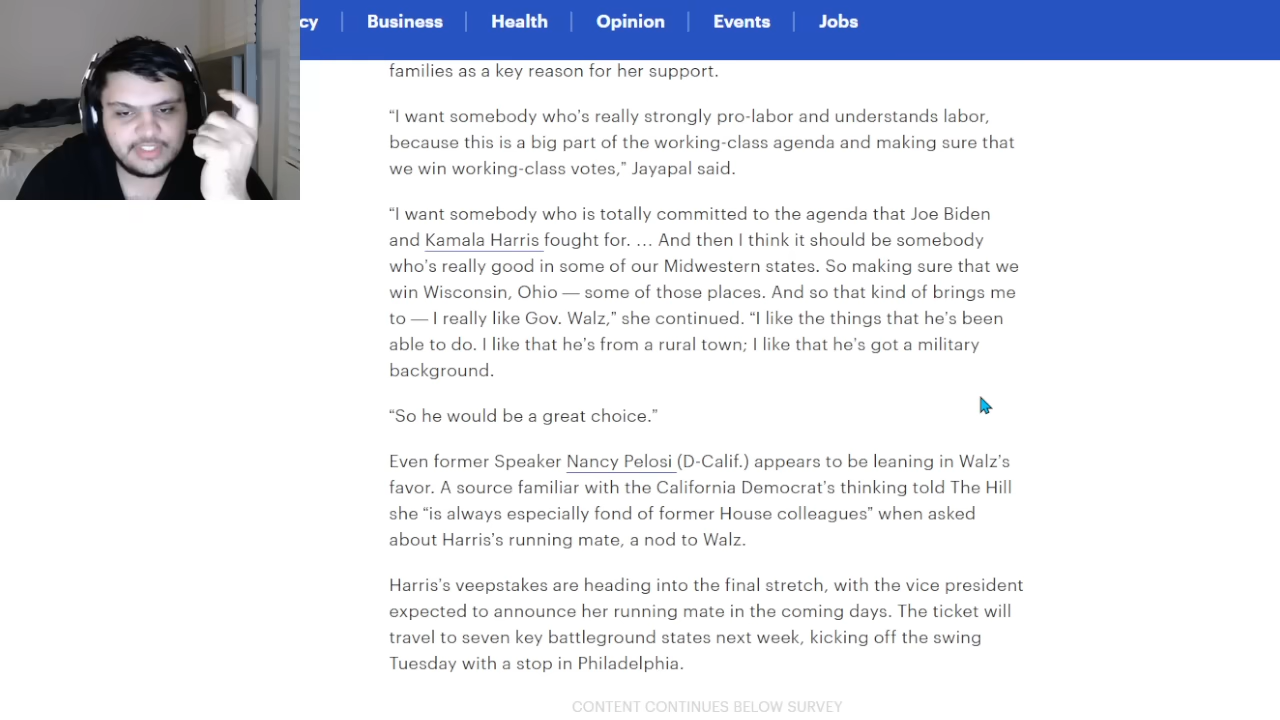 cy | Business | Health | Opinion | Events | Jobs
families as a key reason for her support.
“I want somebody who’s really strongly pro-labor and understands labor,
because this is a big part of the working-class agenda and making sure that
we win working-class votes,” Jayapal said.
“I want somebody who is totally committed to the agenda that Joe Biden
and Kamala Harris fought for. … And then I think it should be somebody
who’s really good in some of our Midwestern states. So making sure that we
win Wisconsin, Ohio — some of those places. And so that kind of brings me
to — I really like Gov. Walz,” she continued. “I like the things that he’s been
able to do. I like that he’s from a rural town; I like that he’s got a military
background.
“So he would be a great choice.”
Even former Speaker Nancy Pelosi (D-Calif.) appears to be leaning in Walz’s
favor. A source familiar with the California Democrat’s thinking told The Hill
she “is always especially fond of former House colleagues” when asked
about Harris’s running mate, a nod to Walz.
Harris’s veepstakes are heading into the final stretch, with the vice president
expected to announce her running mate in the coming days. The ticket will
travel to seven key battleground states next week, kicking off the swing
Tuesday with a stop in Philadelphia.
CONTENT CONTINUES BELOW SURVEY